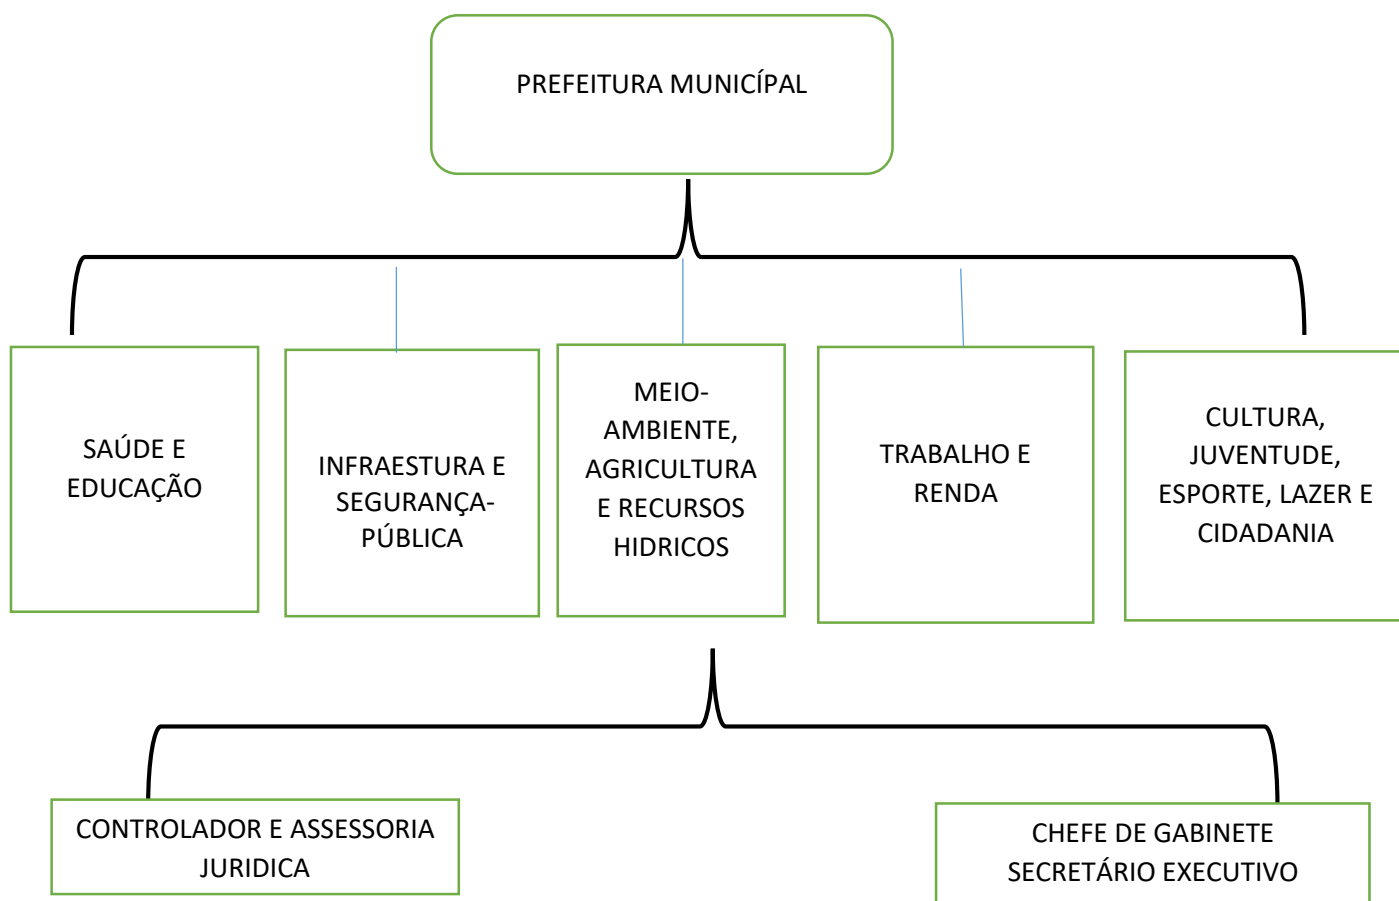 PREFEITURA MUNICÍPAL
SAÚDE E
EDUCAÇÃO
INFRAESTURA E
SEGURANÇA-
PÚBLICA
MEIO-
AMBIENTE,
AGRICULTURA
E RECURSOS
HIDRICOS
TRABALHO E
RENDA
CULTURA,
JUVENTUDE,
ESPORTE, LAZER E
CIDADANIA
CONTROLADOR E ASSESSORIA
JURIDICA
CHEFE DE GABINETE
SECRETÁRIO EXECUTIVO